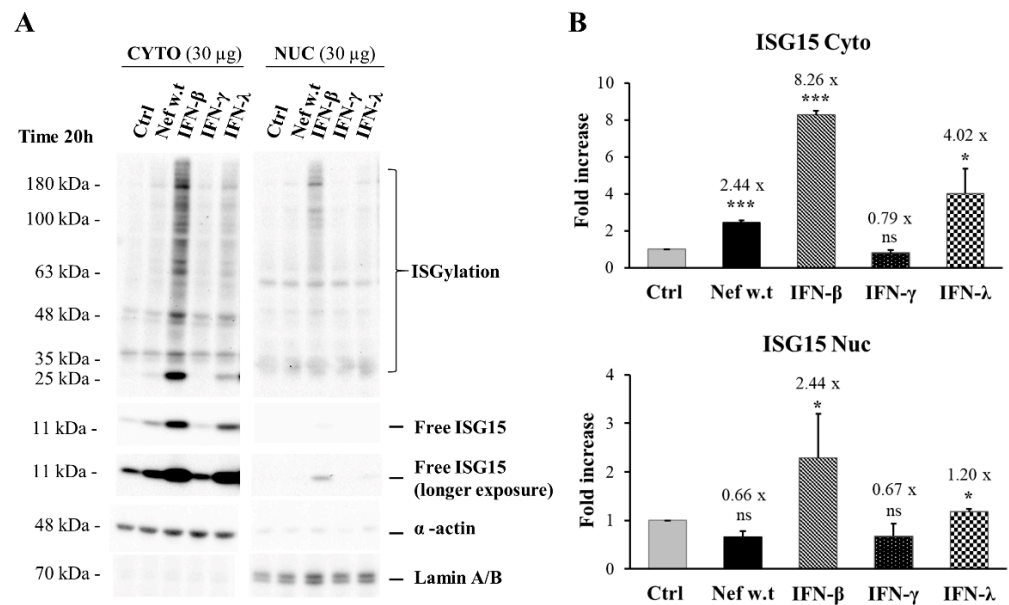 A
CYTO (30 µg) NUC (30 µg)
Ctrl Nef w.t IFN-β IFN-γ IFN-λ Ctrl Nef w.t IFN-β IFN-γ IFN-λ
Time 20h
180 kDa -
100 kDa -
63 kDa -
48 kDa -
35 kDa -
25 kDa -
ISGylation
11 kDa - Free ISG15
11 kDa - Free ISG15
(longer exposure)
48 kDa - α -actin
70 kDa - Lamin A/B
B
ISG15 Cyto
Fold increase
10
8
6
4
2
0
2.44 x
***
8.26 x
***
0.79 x
ns
4.02 x
*
Ctrl Nef w.t IFN-β IFN-γ IFN-λ
ISG15 Nuc
Fold increase
4
3
2
1
0
0.66 x
ns
2.44 x
*
0.67 x
ns
1.20 x
*
Ctrl Nef w.t IFN-β IFN-γ IFN-λ